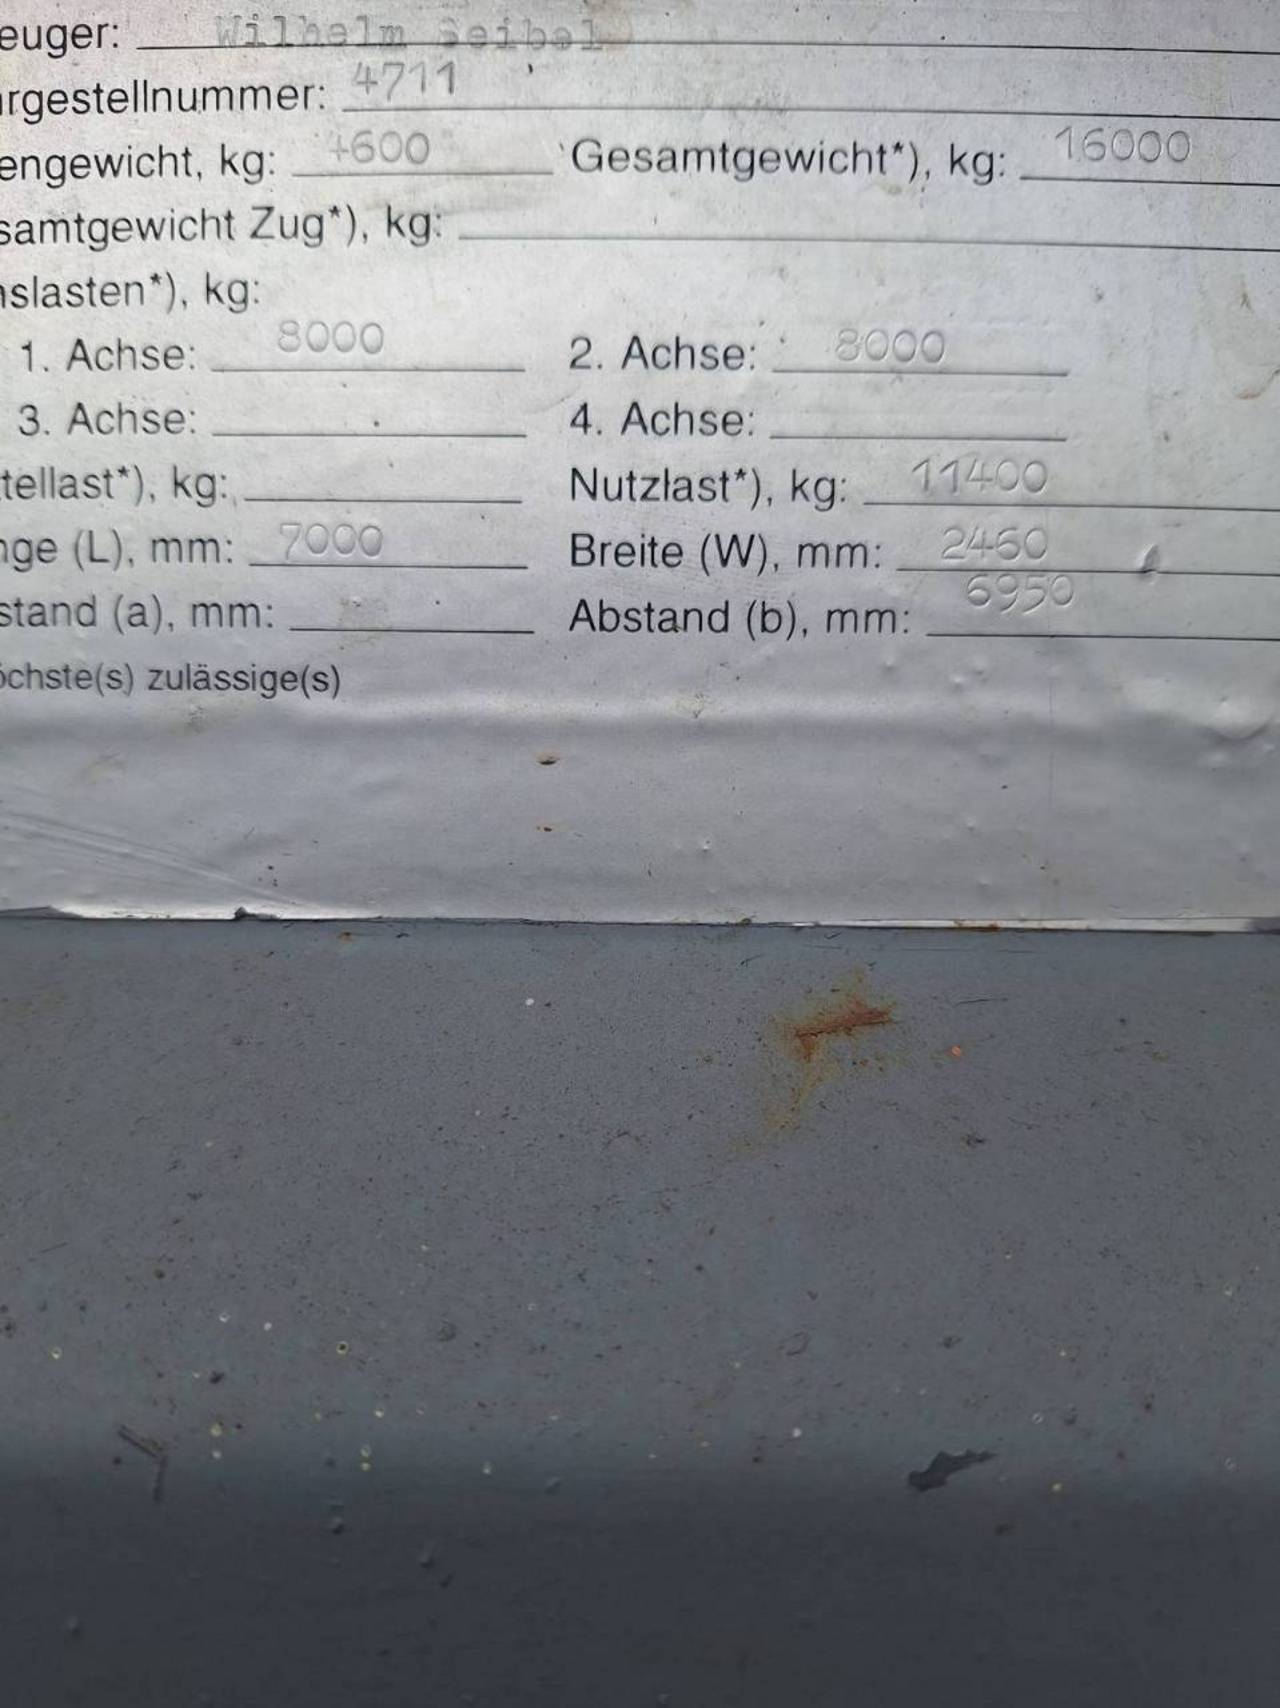 euger: Wilhelm Seibel
rgestellnummer: 4711
engewicht, kg: 4600 Gesamtgewicht*), kg: 16000
samtgewicht Zug*), kg:
slasten*), kg:
1. Achse: 8000 2. Achse: 8000
3. Achse: 4. Achse:
tellast*), kg: Nutzlast*), kg: 11400
nge (L), mm: 7000 Breite (W), mm: 2460
stand (a), mm: Abstand (b), mm: 6950
öchste(s) zulässige(s)